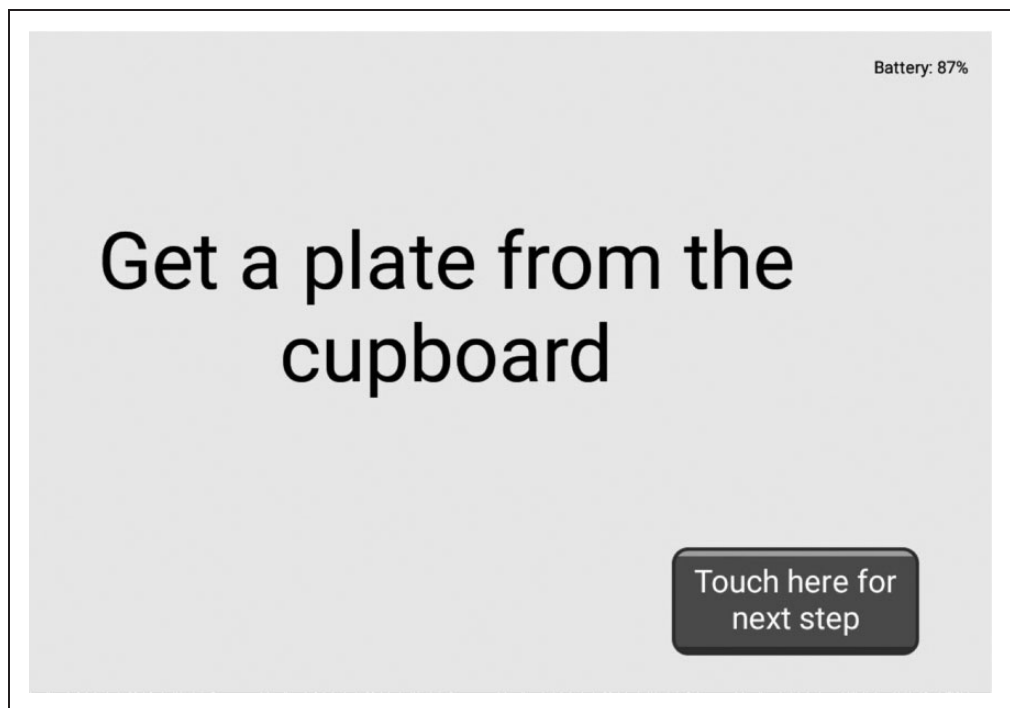 Battery: 87%
Get a plate from the
cupboard
Touch here for
next step